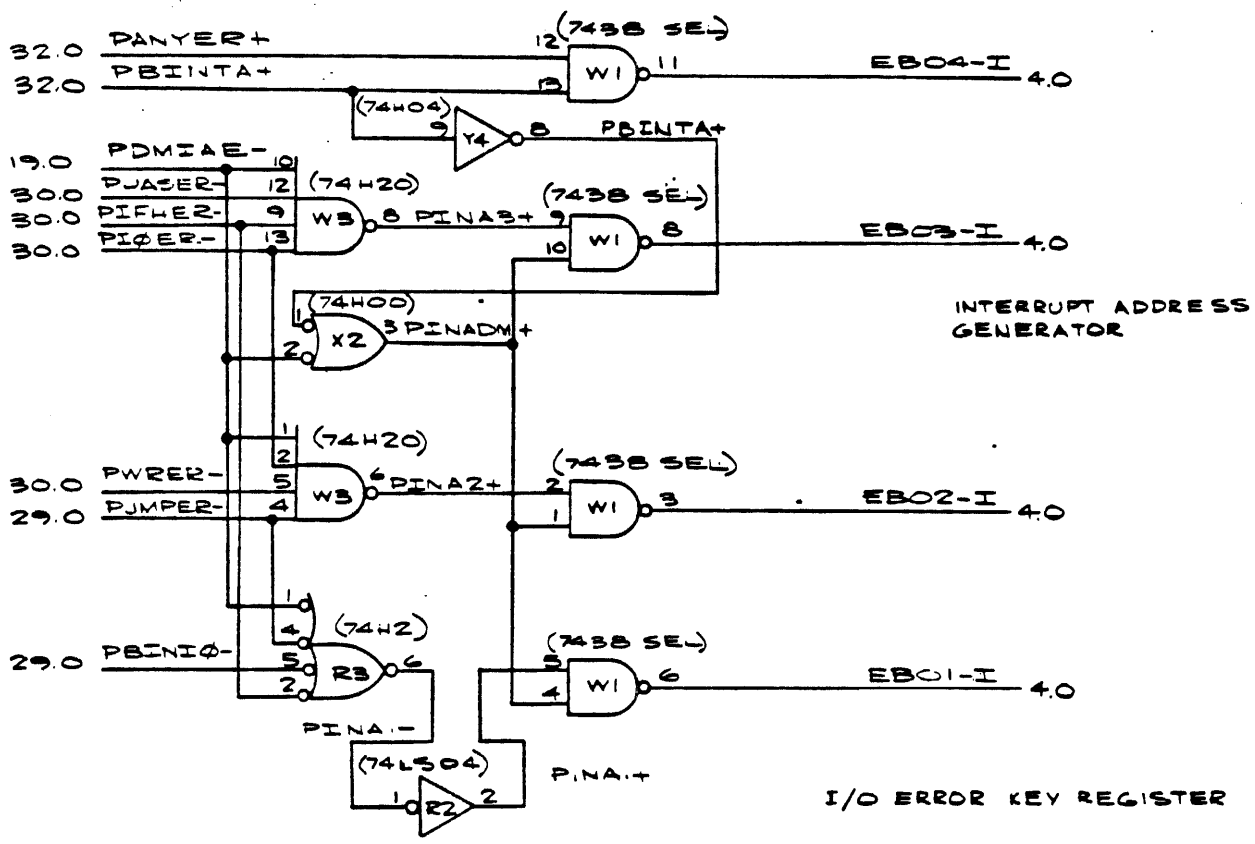 (7438 SEL)
32.0 PANYER+ 12 W1 11 EB04-I 4.0
32.0 PBINTA+ 13
(74H04)
9 Y4 8 PBINTA+
19.0 PDMIAE- 10
30.0 PJASER- 12 (74H20) (7438 SEL)
30.0 PIFHER- 9 W3 8 PINA3+ 9 W1 8 EB03-I 4.0
30.0 PIØER- 13 10
(74H00)
1 X2 3 PINADM+
2
INTERRUPT ADDRESS
GENERATOR
1 (74H20)
2 (7438 SEL)
30.0 PWRER- 5 W3 6 PINA2+ 2 W1 3 EB02-I 4.0
29.0 PJMPER- 4 1
1 (74H2)
4 (7438 SEL)
29.0 PBINIØ- 5 R3 6 5 W1 6 EB01-I 4.0
2 4
PINA.-
(74LS04)
1 R2 2 PINA.+
I/O ERROR KEY REGISTER